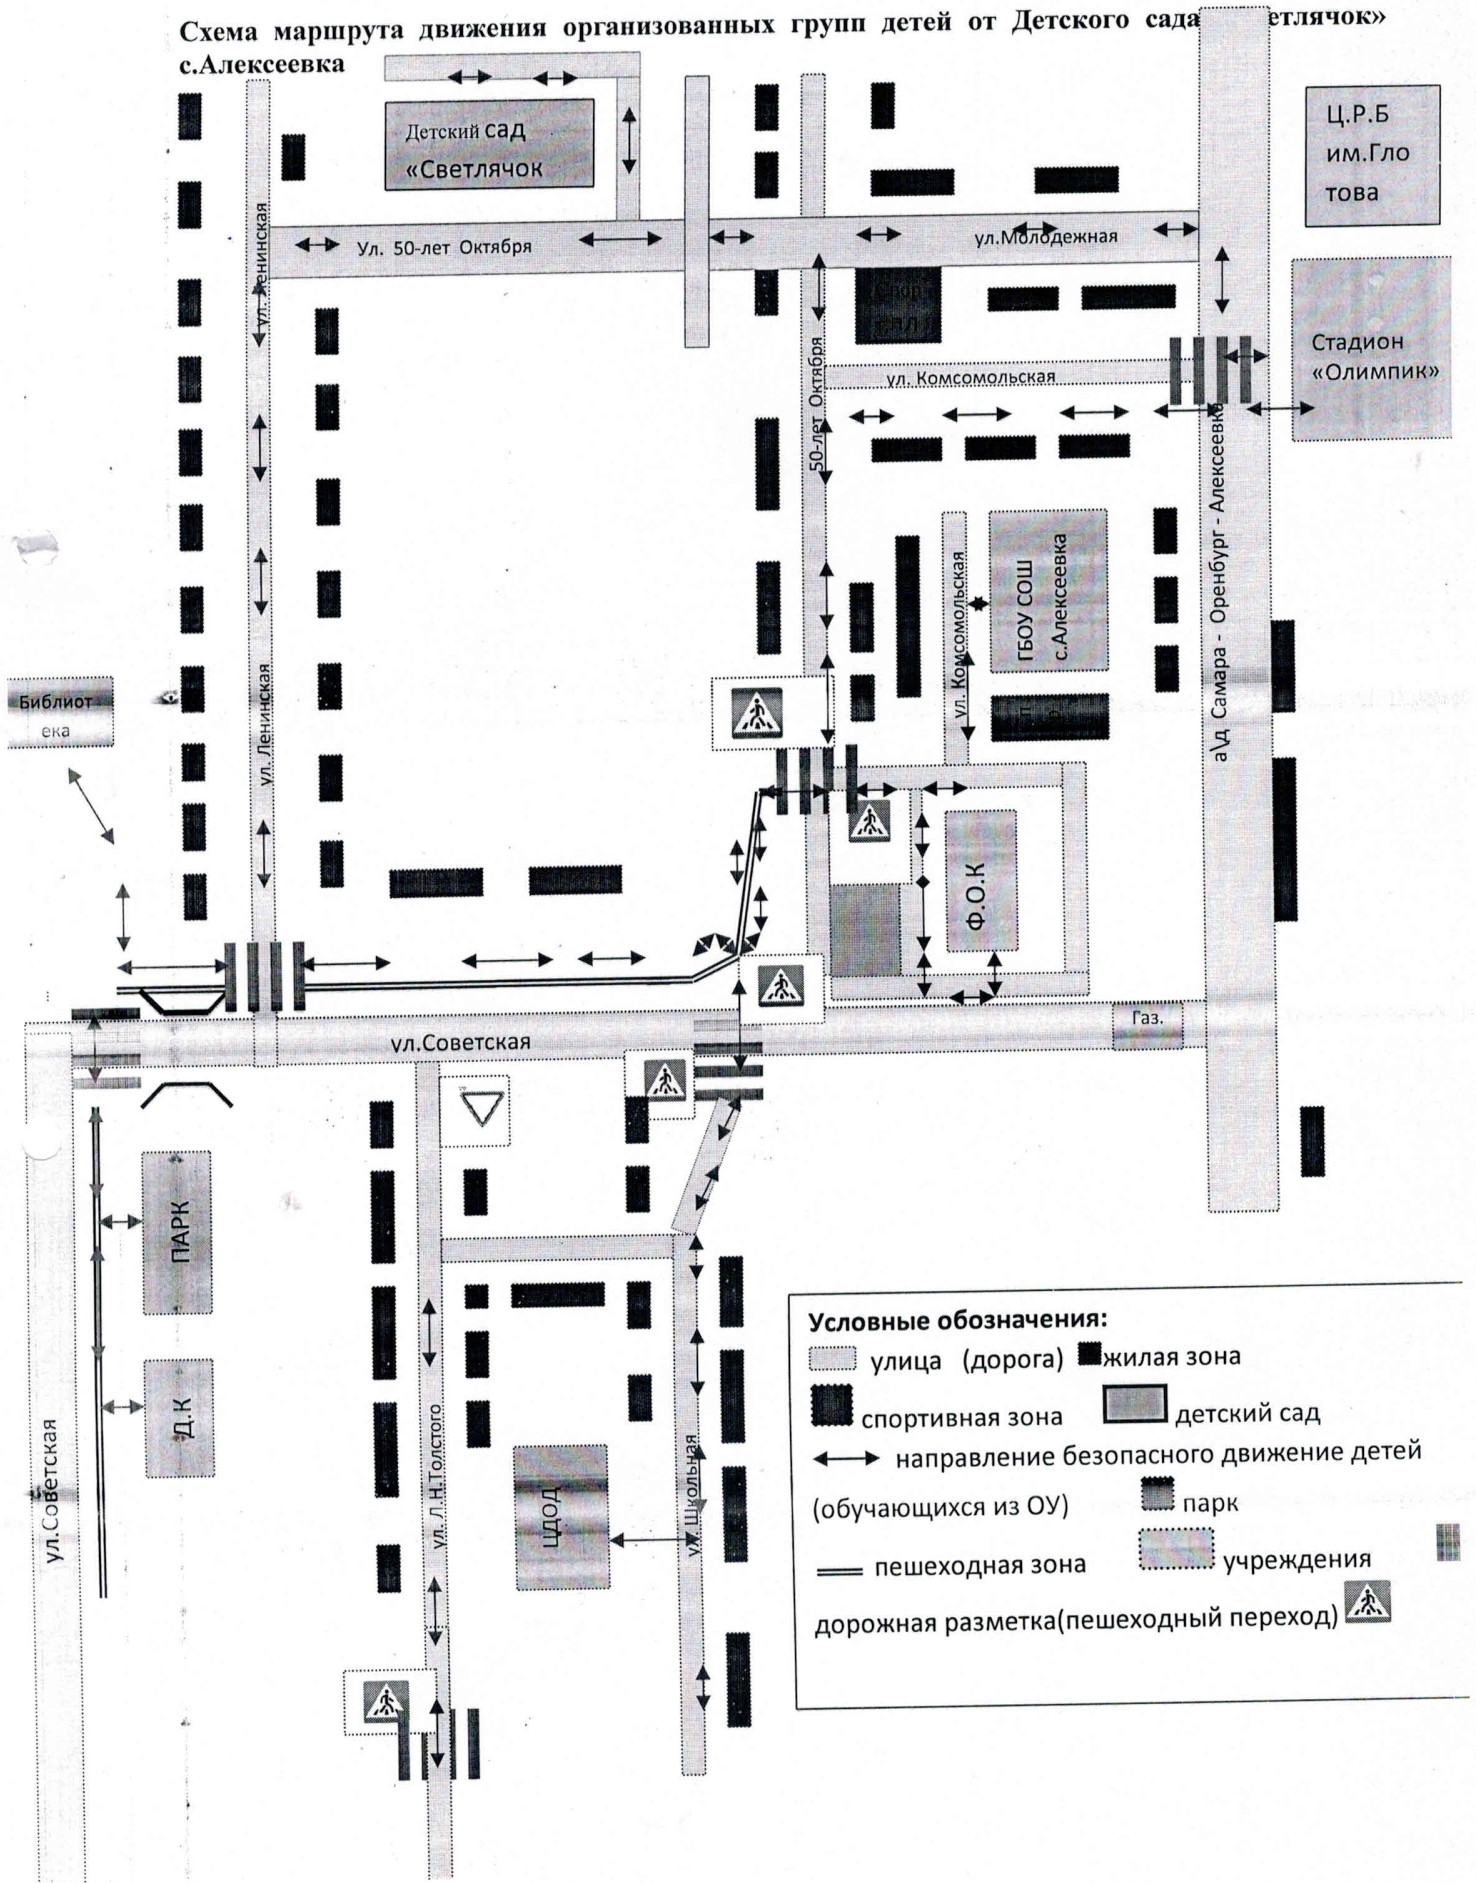 Схема маршрута движения организованных групп детей от Детского сада етлячок»
с.Алексеевка
Детский сад
«Светлячок
Ц.Р.Б
им.Гло
това
ул. Ленинская
Ул. 50-лет Октября
ул.Молодежная
Стадион
«Олимпик»
50-лет Октября
ул. Комсомольская
а\д Самара - Оренбург - Алексеевка
ул. Комсомольская
ГБОУ СОШ
с.Алексеевка
Библиот
ека
ул. Ленинская
Ф.О.К
Газ.
ул.Советская
ПАРК
Д.К
ул.Советская
ул. Л.Н.Толстого
ЦДОД
ул. Школьная
Условные обозначения:
улица (дорога) жилая зона
спортивная зона детский сад
направление безопасного движение детей
(обучающихся из ОУ) парк
пешеходная зона учреждения
дорожная разметка(пешеходный переход)